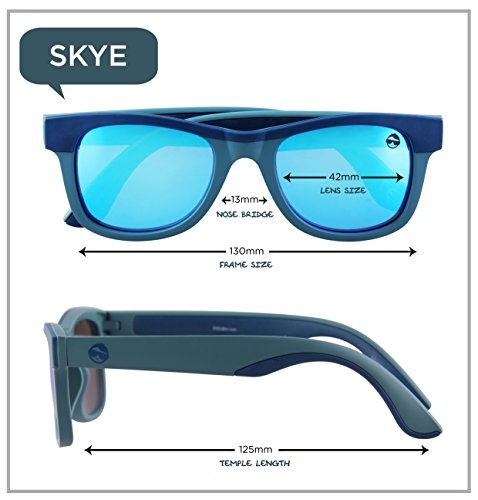 SKYE
42mm
LENS SIZE
13mm
NOSE BRIDGE
130mm
FRAME SIZE
125mm
TEMPLE LENGTH